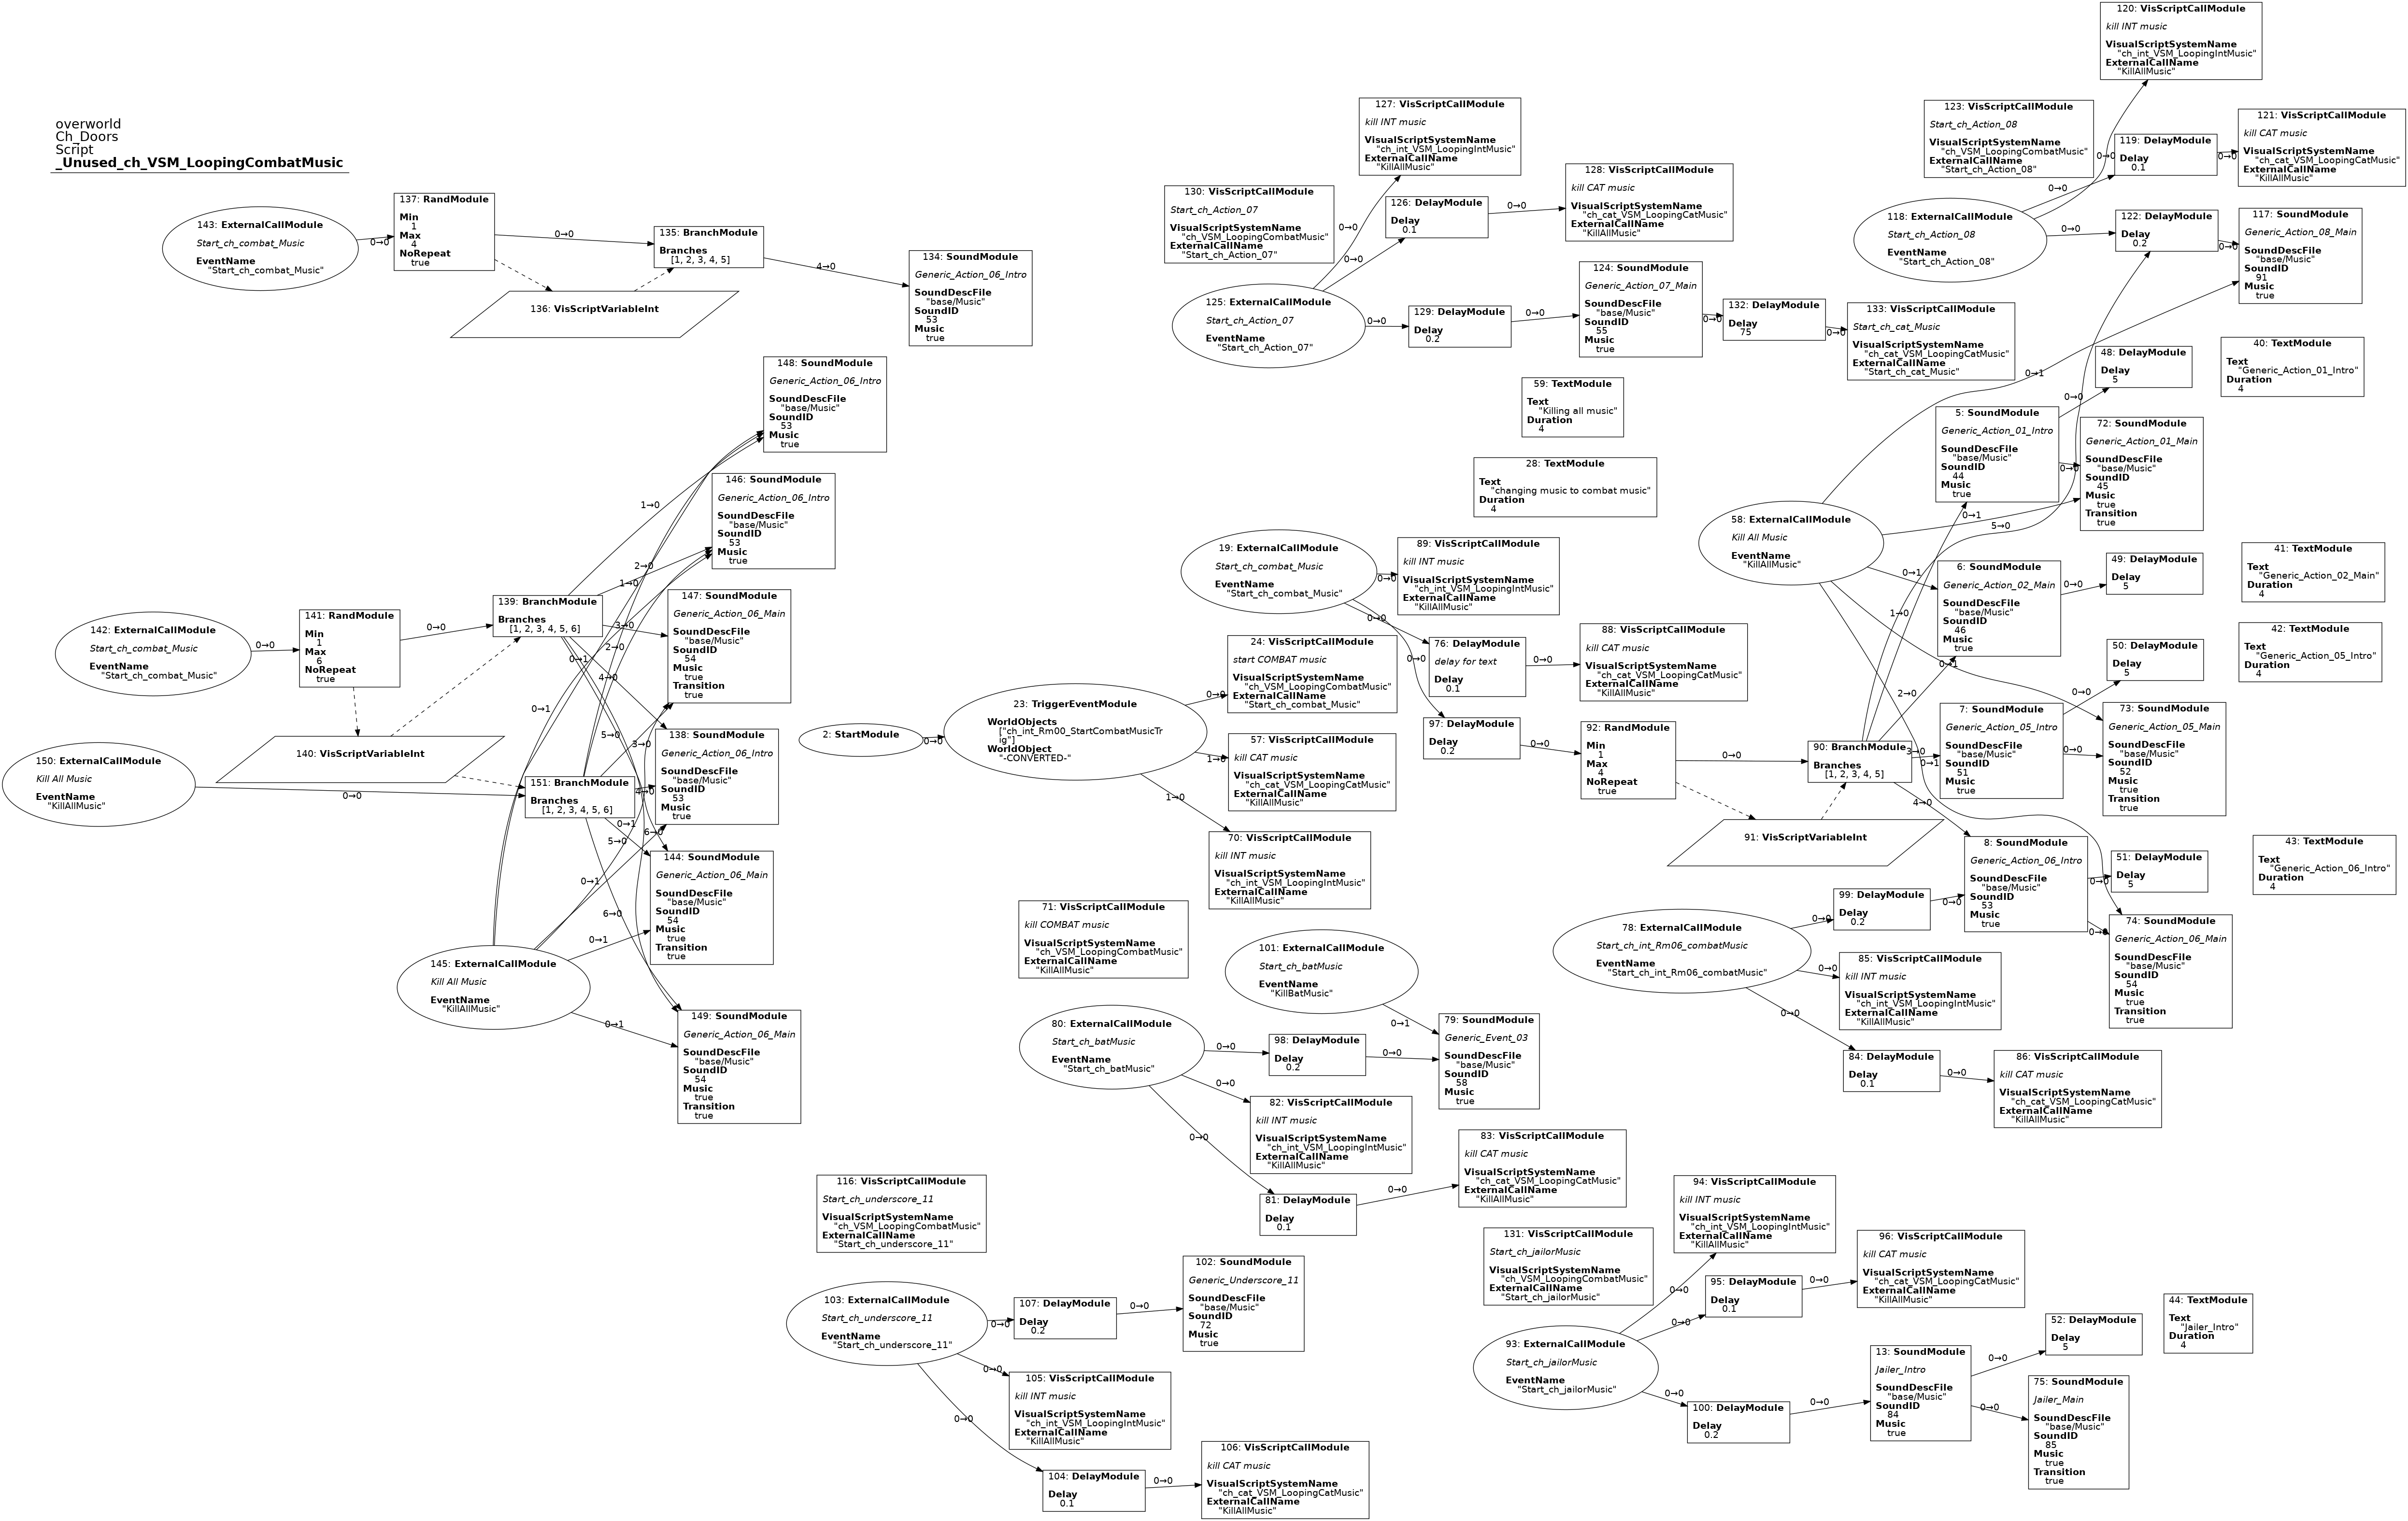 overworld
Ch_Doors
Script
_Unused_ch_VSM_LoopingCombatMusic
143: ExternalCallModule
Start_ch_combat_Music
EventName
"Start_ch_combat_Music"
0→0
137: RandModule
Min
1
Max
4
NoRepeat
true
0→0
135: BranchModule
Branches
[1, 2, 3, 4, 5]
136: VisScriptVariableInt
4→0
134: SoundModule
Generic_Action_06_Intro
SoundDescFile
"base/Music"
SoundID
53
Music
true
148: SoundModule
Generic_Action_06_Intro
SoundDescFile
"base/Music"
SoundID
53
Music
true
146: SoundModule
Generic_Action_06_Intro
SoundDescFile
"base/Music"
SoundID
53
Music
true
147: SoundModule
Generic_Action_06_Main
SoundDescFile
"base/Music"
SoundID
54
Music
true
Transition
true
138: SoundModule
Generic_Action_06_Intro
SoundDescFile
"base/Music"
SoundID
53
Music
true
144: SoundModule
Generic_Action_06_Main
SoundDescFile
"base/Music"
SoundID
54
Music
true
Transition
true
149: SoundModule
Generic_Action_06_Main
SoundDescFile
"base/Music"
SoundID
54
Music
true
Transition
true
142: ExternalCallModule
Start_ch_combat_Music
EventName
"Start_ch_combat_Music"
0→0
141: RandModule
Min
1
Max
6
NoRepeat
true
0→0
139: BranchModule
Branches
[1, 2, 3, 4, 5, 6]
140: VisScriptVariableInt
150: ExternalCallModule
Kill All Music
EventName
"KillAllMusic"
0→0
151: BranchModule
Branches
[1, 2, 3, 4, 5, 6]
145: ExternalCallModule
Kill All Music
EventName
"KillAllMusic"
1→0
2→0
1→0
3→0
2→0
0→1
4→0
0→1
5→0
3→0
4→0
0→1
6→0
5→0
0→1
6→0
0→1
0→1
2: StartModule
0→0
23: TriggerEventModule
WorldObjects
["ch_int_Rm00_StartCombatMusicTr
ig"]
WorldObject
"-CONVERTED-"
0→0
1→0
1→0
24: VisScriptCallModule
start COMBAT music
VisualScriptSystemName
"ch_VSM_LoopingCombatMusic"
ExternalCallName
"Start_ch_combat_Music"
57: VisScriptCallModule
kill CAT music
VisualScriptSystemName
"ch_cat_VSM_LoopingCatMusic"
ExternalCallName
"KillAllMusic"
70: VisScriptCallModule
kill INT music
VisualScriptSystemName
"ch_int_VSM_LoopingIntMusic"
ExternalCallName
"KillAllMusic"
71: VisScriptCallModule
kill COMBAT music
VisualScriptSystemName
"ch_VSM_LoopingCombatMusic"
ExternalCallName
"KillAllMusic"
127: VisScriptCallModule
kill INT music
VisualScriptSystemName
"ch_int_VSM_LoopingIntMusic"
ExternalCallName
"KillAllMusic"
130: VisScriptCallModule
Start_ch_Action_07
VisualScriptSystemName
"ch_VSM_LoopingCombatMusic"
ExternalCallName
"Start_ch_Action_07"
126: DelayModule
Delay
0.1
0→0
128: VisScriptCallModule
kill CAT music
VisualScriptSystemName
"ch_cat_VSM_LoopingCatMusic"
ExternalCallName
"KillAllMusic"
125: ExternalCallModule
Start_ch_Action_07
EventName
"Start_ch_Action_07"
0→0
0→0
0→0
129: DelayModule
Delay
0.2
0→0
124: SoundModule
Generic_Action_07_Main
SoundDescFile
"base/Music"
SoundID
55
Music
true
0→0
132: DelayModule
Delay
75
0→0
133: VisScriptCallModule
Start_ch_cat_Music
VisualScriptSystemName
"ch_cat_VSM_LoopingCatMusic"
ExternalCallName
"Start_ch_cat_Music"
59: TextModule
Text
"Killing all music"
Duration
4
28: TextModule
Text
"changing music to combat music"
Duration
4
120: VisScriptCallModule
kill INT music
VisualScriptSystemName
"ch_int_VSM_LoopingIntMusic"
ExternalCallName
"KillAllMusic"
123: VisScriptCallModule
Start_ch_Action_08
VisualScriptSystemName
"ch_VSM_LoopingCombatMusic"
ExternalCallName
"Start_ch_Action_08"
0→0
119: DelayModule
Delay
0.1
0→0
121: VisScriptCallModule
kill CAT music
VisualScriptSystemName
"ch_cat_VSM_LoopingCatMusic"
ExternalCallName
"KillAllMusic"
118: ExternalCallModule
Start_ch_Action_08
EventName
"Start_ch_Action_08"
0→0
0→0
122: DelayModule
Delay
0.2
0→0
117: SoundModule
Generic_Action_08_Main
SoundDescFile
"base/Music"
SoundID
91
Music
true
19: ExternalCallModule
Start_ch_combat_Music
EventName
"Start_ch_combat_Music"
0→0
0→0
0→0
89: VisScriptCallModule
kill INT music
VisualScriptSystemName
"ch_int_VSM_LoopingIntMusic"
ExternalCallName
"KillAllMusic"
76: DelayModule
delay for text
Delay
0.1
0→0
88: VisScriptCallModule
kill CAT music
VisualScriptSystemName
"ch_cat_VSM_LoopingCatMusic"
ExternalCallName
"KillAllMusic"
97: DelayModule
Delay
0.2
0→0
92: RandModule
Min
1
Max
4
NoRepeat
true
0→0
90: BranchModule
Branches
[1, 2, 3, 4, 5]
91: VisScriptVariableInt
58: ExternalCallModule
Kill All Music
EventName
"KillAllMusic"
0→1
0→1
0→1
0→1
0→1
5→0
1→0
2→0
3→0
4→0
5: SoundModule
Generic_Action_01_Intro
SoundDescFile
"base/Music"
SoundID
44
Music
true
0→0
0→0
48: DelayModule
Delay
5
72: SoundModule
Generic_Action_01_Main
SoundDescFile
"base/Music"
SoundID
45
Music
true
Transition
true
40: TextModule
Text
"Generic_Action_01_Intro"
Duration
4
6: SoundModule
Generic_Action_02_Main
SoundDescFile
"base/Music"
SoundID
46
Music
true
0→0
49: DelayModule
Delay
5
41: TextModule
Text
"Generic_Action_02_Main"
Duration
4
7: SoundModule
Generic_Action_05_Intro
SoundDescFile
"base/Music"
SoundID
51
Music
true
0→0
0→0
50: DelayModule
Delay
5
42: TextModule
Text
"Generic_Action_05_Intro"
Duration
4
73: SoundModule
Generic_Action_05_Main
SoundDescFile
"base/Music"
SoundID
52
Music
true
Transition
true
8: SoundModule
Generic_Action_06_Intro
SoundDescFile
"base/Music"
SoundID
53
Music
true
0→0
0→0
51: DelayModule
Delay
5
43: TextModule
Text
"Generic_Action_06_Intro"
Duration
4
74: SoundModule
Generic_Action_06_Main
SoundDescFile
"base/Music"
SoundID
54
Music
true
Transition
true
78: ExternalCallModule
Start_ch_int_Rm06_combatMusic
EventName
"Start_ch_int_Rm06_combatMusic"
0→0
0→0
0→0
99: DelayModule
Delay
0.2
0→0
85: VisScriptCallModule
kill INT music
VisualScriptSystemName
"ch_int_VSM_LoopingIntMusic"
ExternalCallName
"KillAllMusic"
84: DelayModule
Delay
0.1
0→0
86: VisScriptCallModule
kill CAT music
VisualScriptSystemName
"ch_cat_VSM_LoopingCatMusic"
ExternalCallName
"KillAllMusic"
101: ExternalCallModule
Start_ch_batMusic
EventName
"KillBatMusic"
0→1
80: ExternalCallModule
Start_ch_batMusic
EventName
"Start_ch_batMusic"
0→0
0→0
0→0
98: DelayModule
Delay
0.2
0→0
79: SoundModule
Generic_Event_03
SoundDescFile
"base/Music"
SoundID
58
Music
true
82: VisScriptCallModule
kill INT music
VisualScriptSystemName
"ch_int_VSM_LoopingIntMusic"
ExternalCallName
"KillAllMusic"
81: DelayModule
Delay
0.1
0→0
83: VisScriptCallModule
kill CAT music
VisualScriptSystemName
"ch_cat_VSM_LoopingCatMusic"
ExternalCallName
"KillAllMusic"
116: VisScriptCallModule
Start_ch_underscore_11
VisualScriptSystemName
"ch_VSM_LoopingCombatMusic"
ExternalCallName
"Start_ch_underscore_11"
103: ExternalCallModule
Start_ch_underscore_11
EventName
"Start_ch_underscore_11"
0→0
0→0
0→0
107: DelayModule
Delay
0.2
0→0
102: SoundModule
Generic_Underscore_11
SoundDescFile
"base/Music"
SoundID
72
Music
true
105: VisScriptCallModule
kill INT music
VisualScriptSystemName
"ch_int_VSM_LoopingIntMusic"
ExternalCallName
"KillAllMusic"
104: DelayModule
Delay
0.1
0→0
106: VisScriptCallModule
kill CAT music
VisualScriptSystemName
"ch_cat_VSM_LoopingCatMusic"
ExternalCallName
"KillAllMusic"
94: VisScriptCallModule
kill INT music
VisualScriptSystemName
"ch_int_VSM_LoopingIntMusic"
ExternalCallName
"KillAllMusic"
131: VisScriptCallModule
Start_ch_jailorMusic
VisualScriptSystemName
"ch_VSM_LoopingCombatMusic"
ExternalCallName
"Start_ch_jailorMusic"
0→0
0→0
0→0
95: DelayModule
Delay
0.1
0→0
96: VisScriptCallModule
kill CAT music
VisualScriptSystemName
"ch_cat_VSM_LoopingCatMusic"
ExternalCallName
"KillAllMusic"
93: ExternalCallModule
Start_ch_jailorMusic
EventName
"Start_ch_jailorMusic"
100: DelayModule
Delay
0.2
0→0
13: SoundModule
Jailer_Intro
SoundDescFile
"base/Music"
SoundID
84
Music
true
0→0
0→0
52: DelayModule
Delay
5
44: TextModule
Text
"Jailer_Intro"
Duration
4
75: SoundModule
Jailer_Main
SoundDescFile
"base/Music"
SoundID
85
Music
true
Transition
true